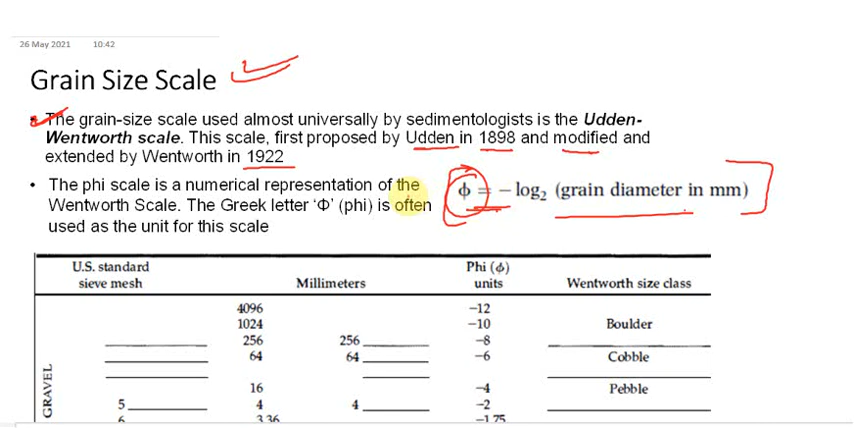 26 May 2021 10:42
Grain Size Scale
The grain-size scale used almost universally by sedimentologists is the Udden-
Wentworth scale. This scale, first proposed by Udden in 1898 and modified and
extended by Wentworth in 1922
• The phi scale is a numerical representation of the
Wentworth Scale. The Greek letter ‘Φ’ (phi) is often
used as the unit for this scale
ϕ = − log₂ (grain diameter in mm)
U.S. standard
sieve mesh
Millimeters
Phi (ϕ)
units
Wentworth size class
GRAVEL
4096 −12
1024 −10 Boulder
256 256 −8
64 64 −6 Cobble
16 −4 Pebble
5 4 4 −2
6 3.36 −1.75